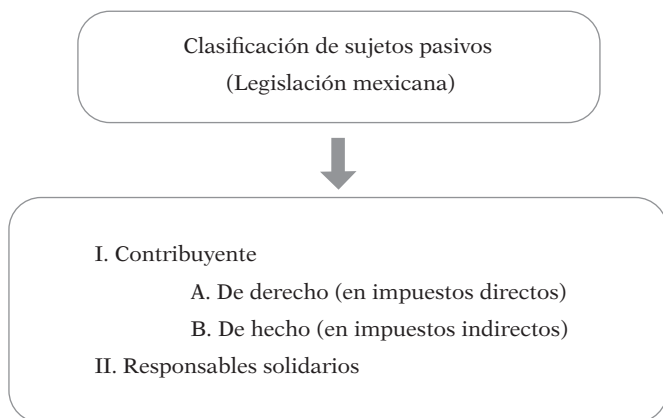 Clasificación de sujetos pasivos
(Legislación mexicana)
I. Contribuyente
A. De derecho (en impuestos directos)
B. De hecho (en impuestos indirectos)
II. Responsables solidarios